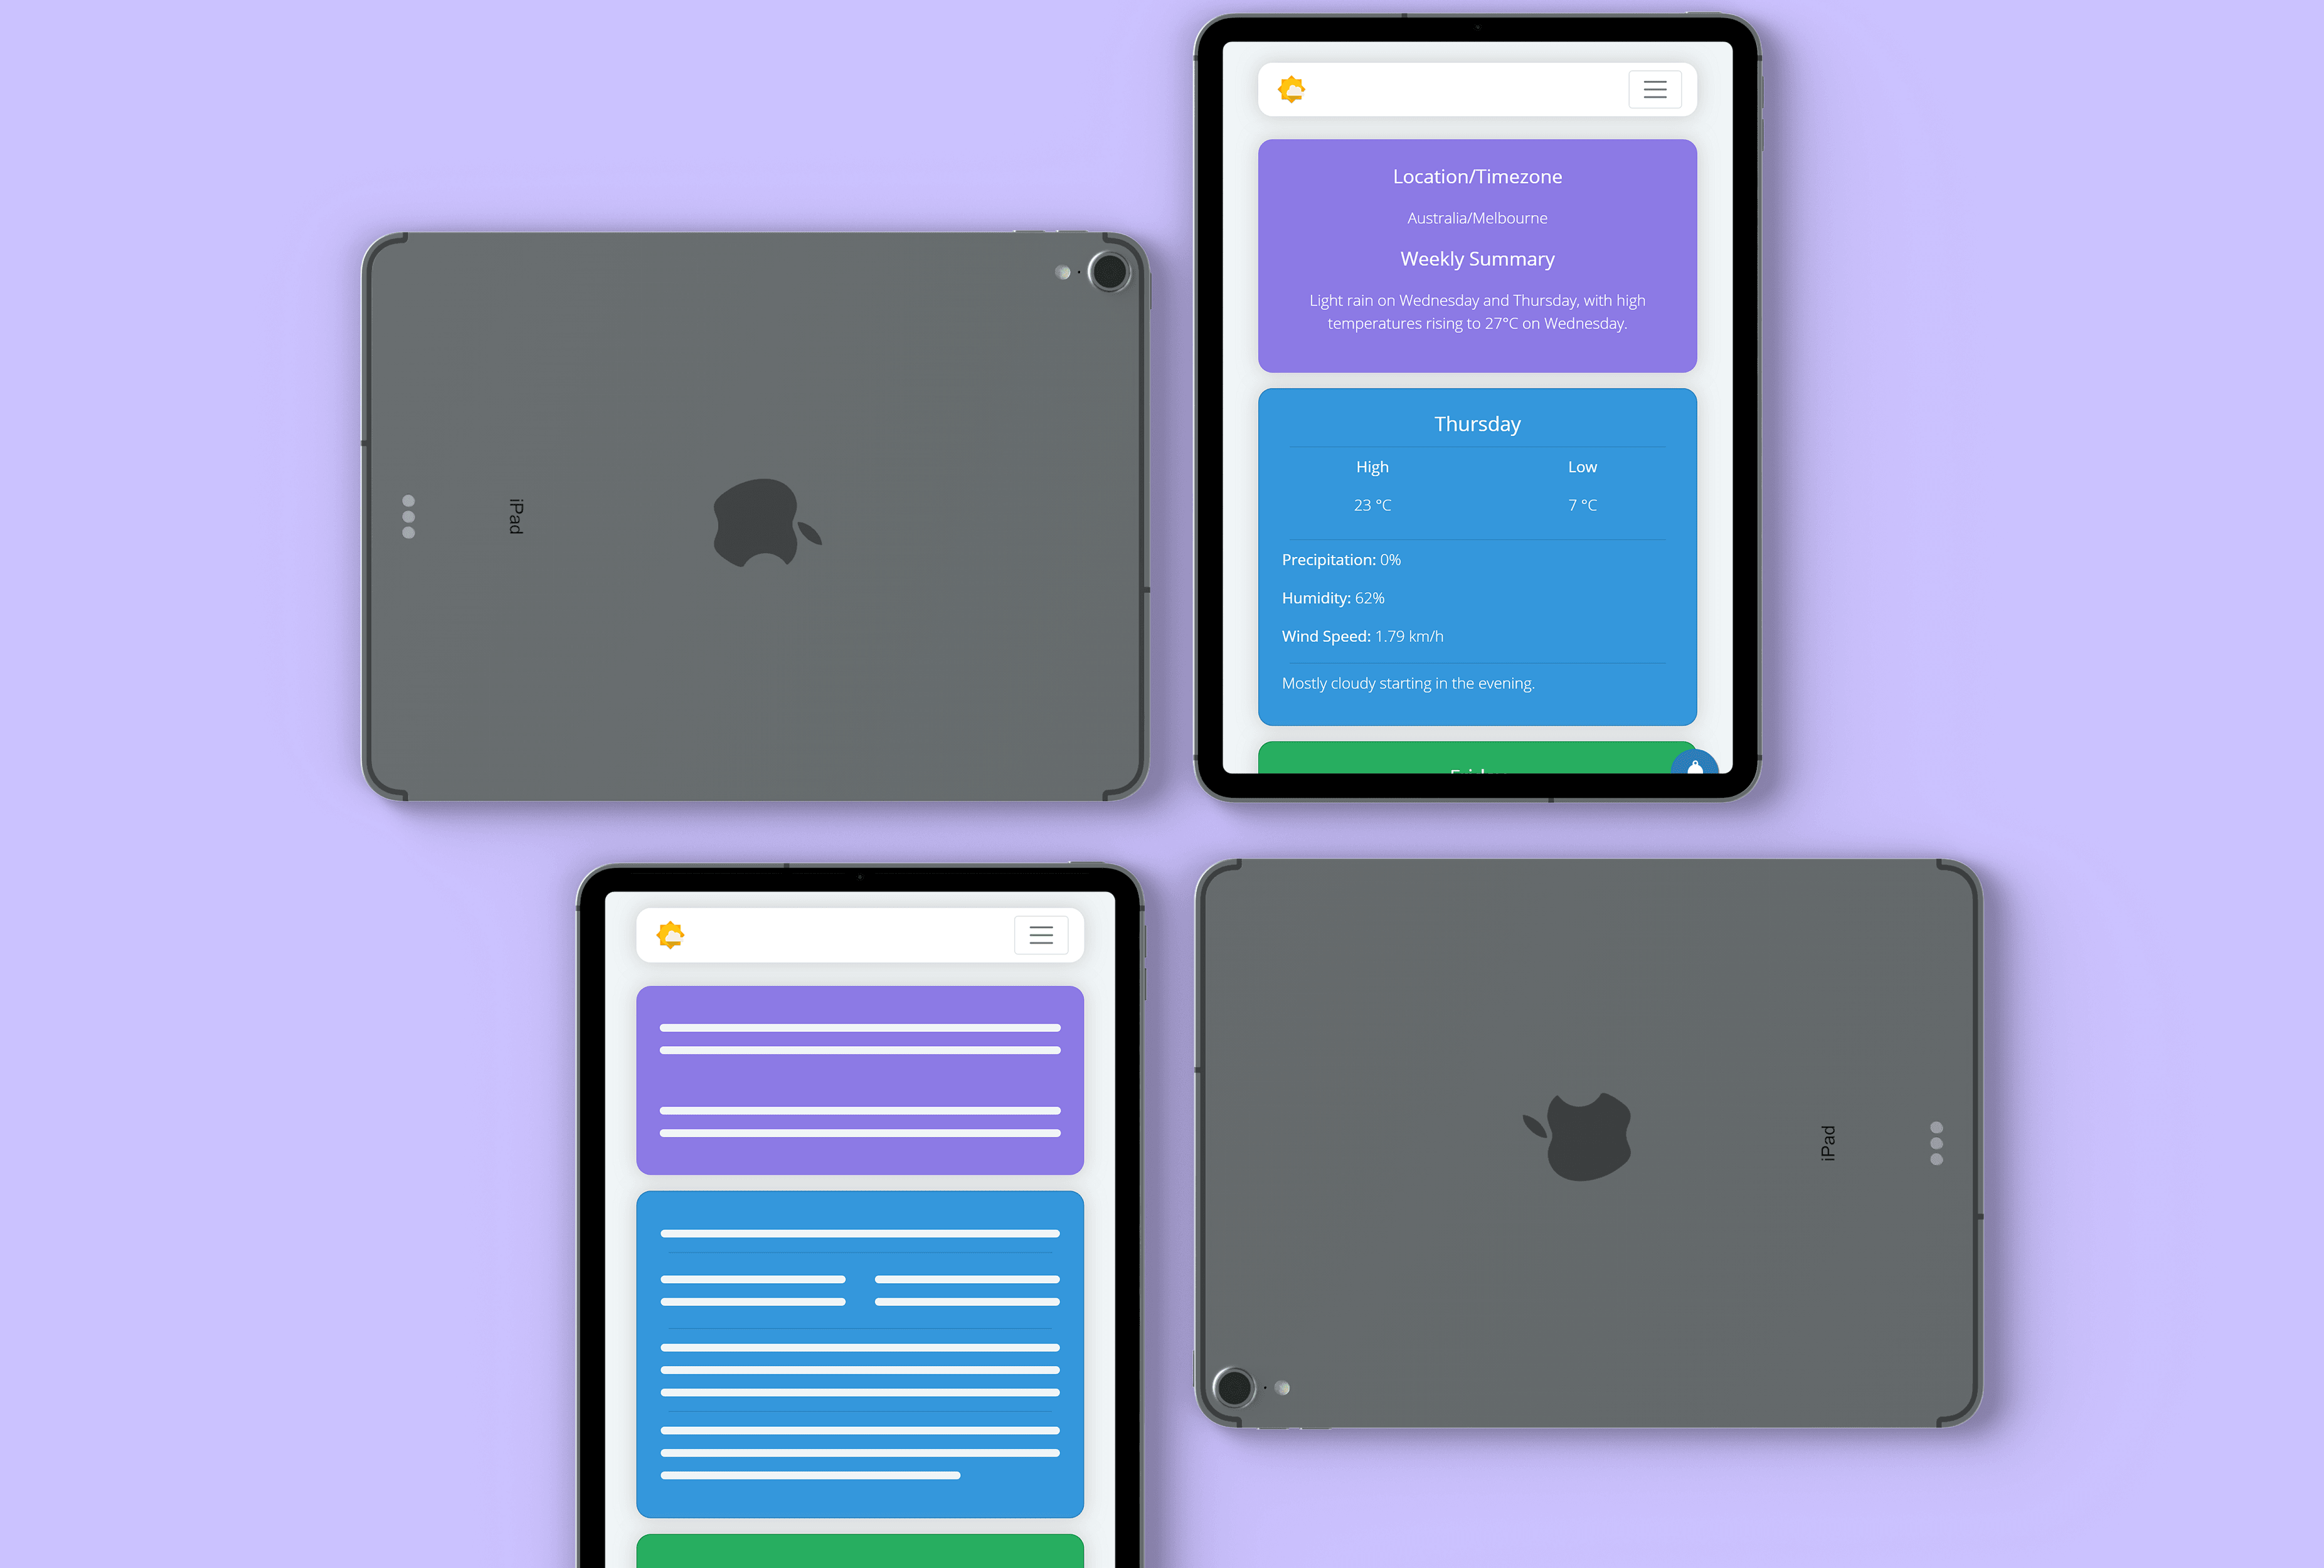 iPad
Location/Timezone
Australia/Melbourne
Weekly Summary
Light rain on Wednesday and Thursday, with high
temperatures rising to 27°C on Wednesday.
Thursday
High Low
23 °C 7 °C
Precipitation: 0%
Humidity: 62%
Wind Speed: 1.79 km/h
Mostly cloudy starting in the evening.
Friday
iPad